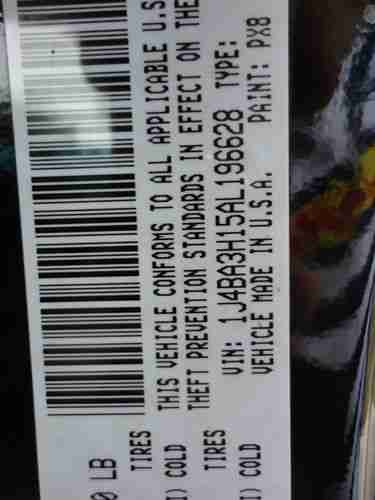 THIS VEHICLE CONFORMS TO ALL APPLICABLE U.S
THEFT PREVENTION STANDARDS IN EFFECT ON THE
VIN: 1J4BA3H15AL196628 TYPE:
VEHICLE MADE IN U.S.A. PAINT: PX8
0 LB
TIRES
I) COLD
TIRES
I) COLD